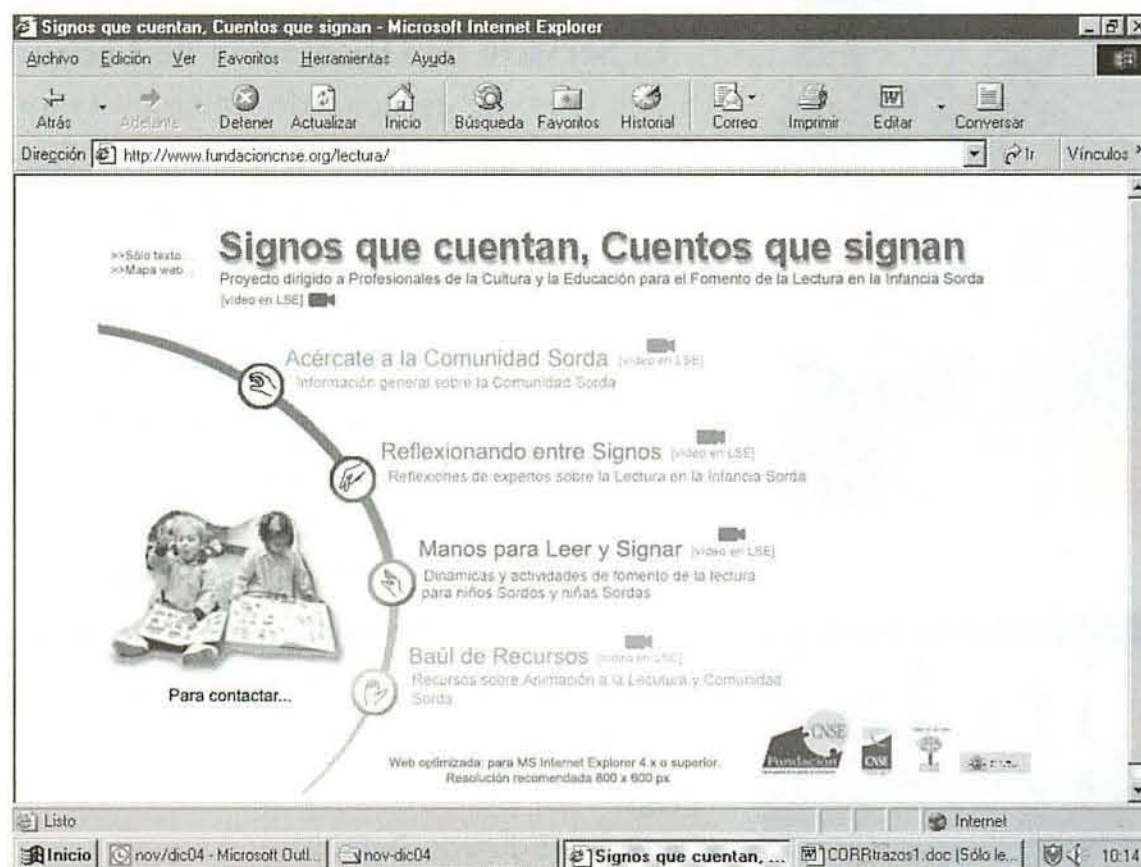 Signos que cuentan, Cuentos que signan - Microsoft Internet Explorer
Archivo Edición Ver Favoritos Herramientas Ayuda
Atrás Adelante Detener Actualizar Inicio Búsqueda Favoritos Historial Correo Imprimir Editar Conversar
Dirección http://www.fundacioncnse.org/lectura/ Ir Vínculos
>>Sólo texto...
>>Mapa web...
Signos que cuentan, Cuentos que signan
Proyecto dirigido a Profesionales de la Cultura y la Educación para el Fomento de la Lectura en la Infancia Sorda
[video en LSE]
Acércate a la Comunidad Sorda [video en LSE]
Información general sobre la Comunidad Sorda
Reflexionando entre Signos [video en LSE]
Reflexiones de expertos sobre la Lectura en la Infancia Sorda
Manos para Leer y Signar [video en LSE]
Dinámicas y actividades de fomento de la lectura
para niños Sordos y niñas Sordas
Baúl de Recursos [video en LSE]
Recursos sobre Animación a la Lecutura y Comunidad
Sorda
Para contactar...
CNSE
Fundación
CNSE
Web optimizada: para MS Internet Explorer 4.x o superior.
Resolución recomendada 800 x 600 px
Listo Internet
Inicio nov/dic04 - Microsoft Outl... nov-dic04 Signos que cuentan, ... CORRtrazos1.doc [Sólo le... 10:14